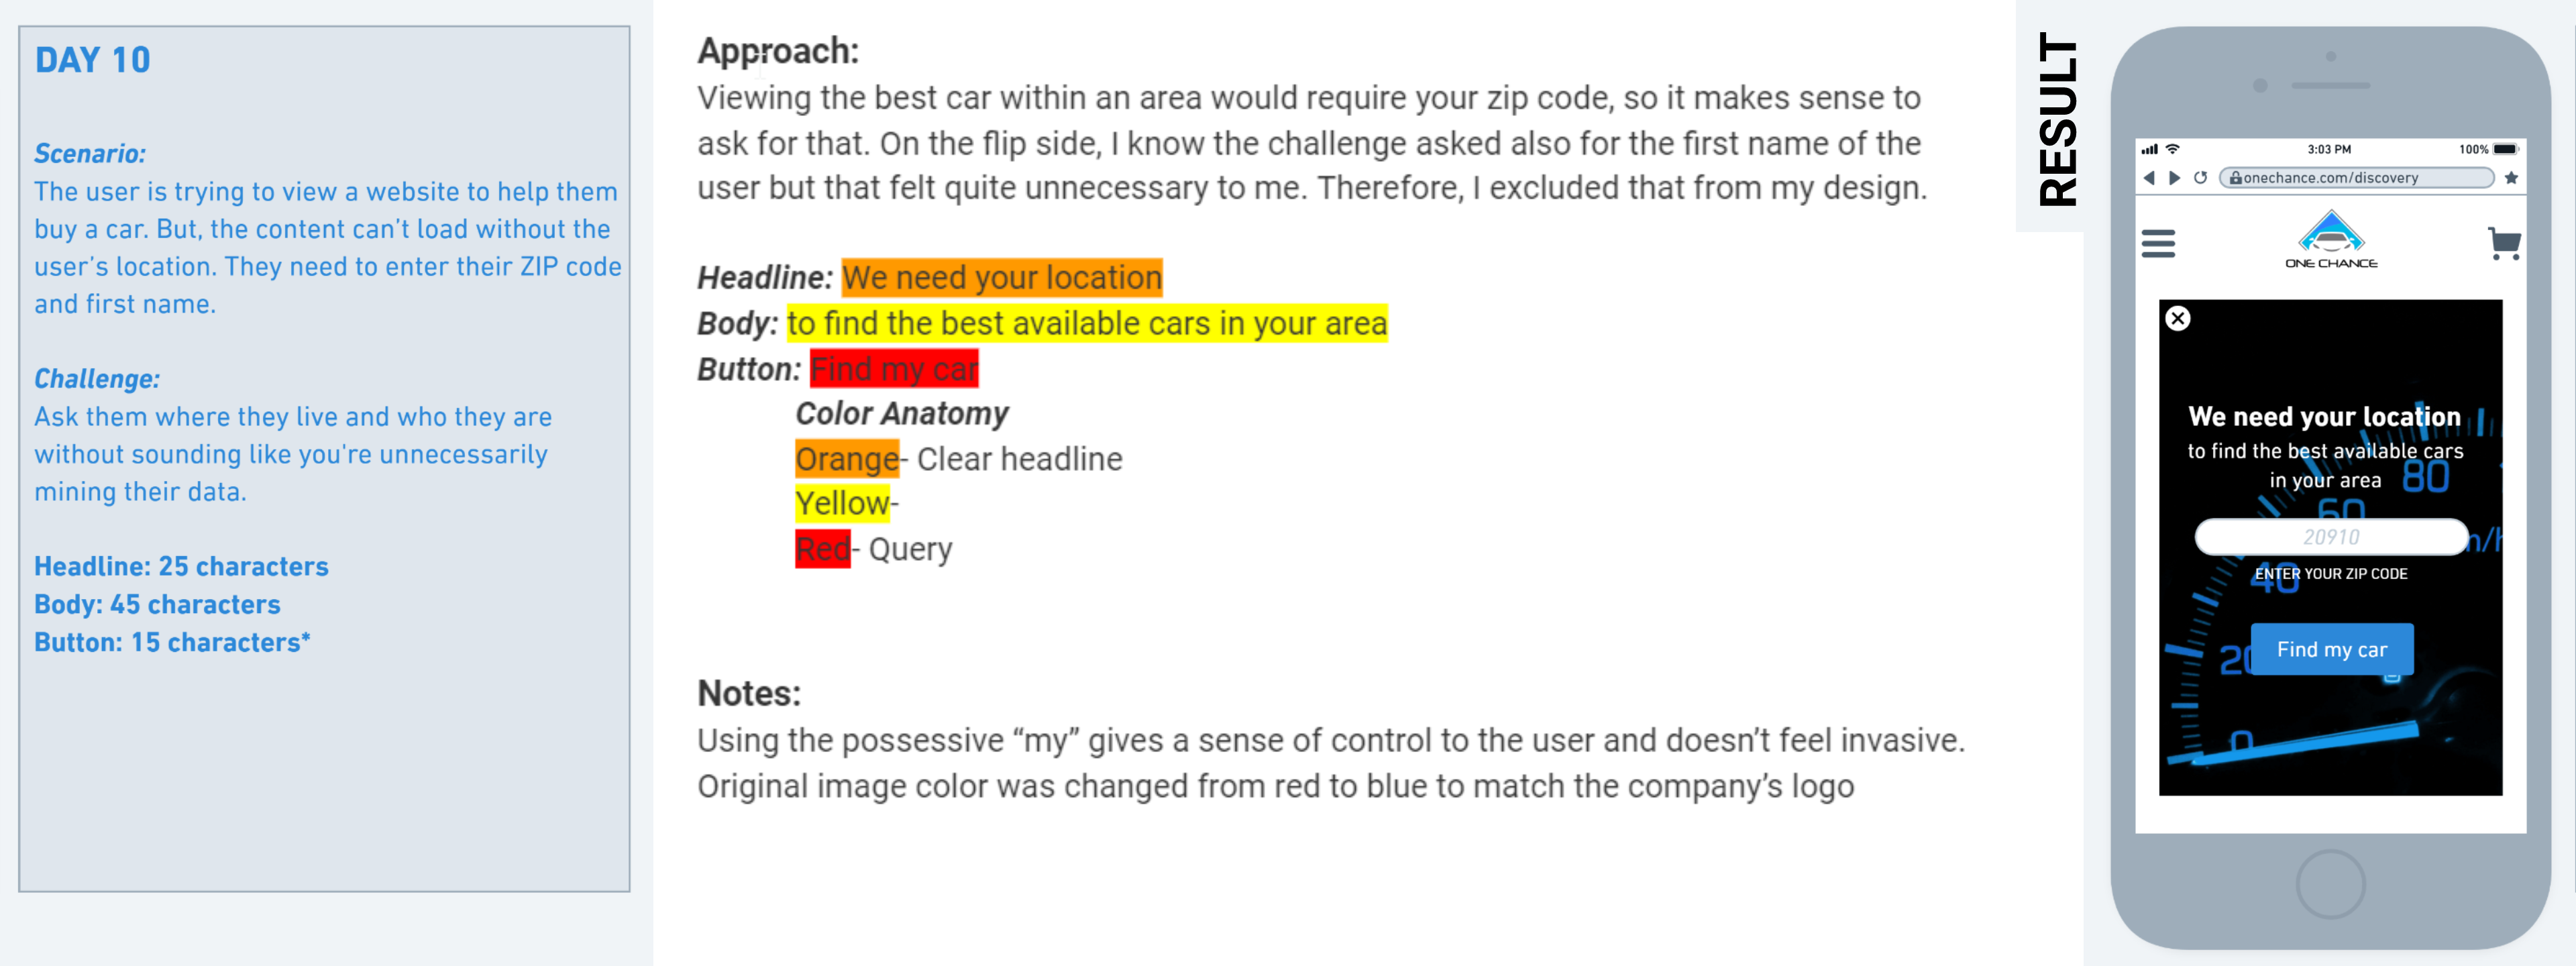 DAY 10
Scenario:
The user is trying to view a website to help them
buy a car. But, the content can't load without the
user's location. They need to enter their ZIP code
and first name.
Challenge:
Ask them where they live and who they are
without sounding like you're unnecessarily
mining their data.
Headline: 25 characters
Body: 45 characters
Button: 15 characters*
Approach:
Viewing the best car within an area would require your zip code, so it makes sense to
ask for that. On the flip side, I know the challenge asked also for the first name of the
user but that felt quite unnecessary to me. Therefore, I excluded that from my design.
Headline: We need your location
Body: to find the best available cars in your area
Button: Find my car
Color Anatomy
Orange- Clear headline
Yellow-
Red- Query
Notes:
Using the possessive “my” gives a sense of control to the user and doesn’t feel invasive.
Original image color was changed from red to blue to match the company’s logo
RESULT
3:03 PM
100%
onechance.com/discovery
ONE CHANCE
We need your location
to find the best available cars
in your area
80
60
20910
m/h
ENTER YOUR ZIP CODE
40
Find my car
20
0